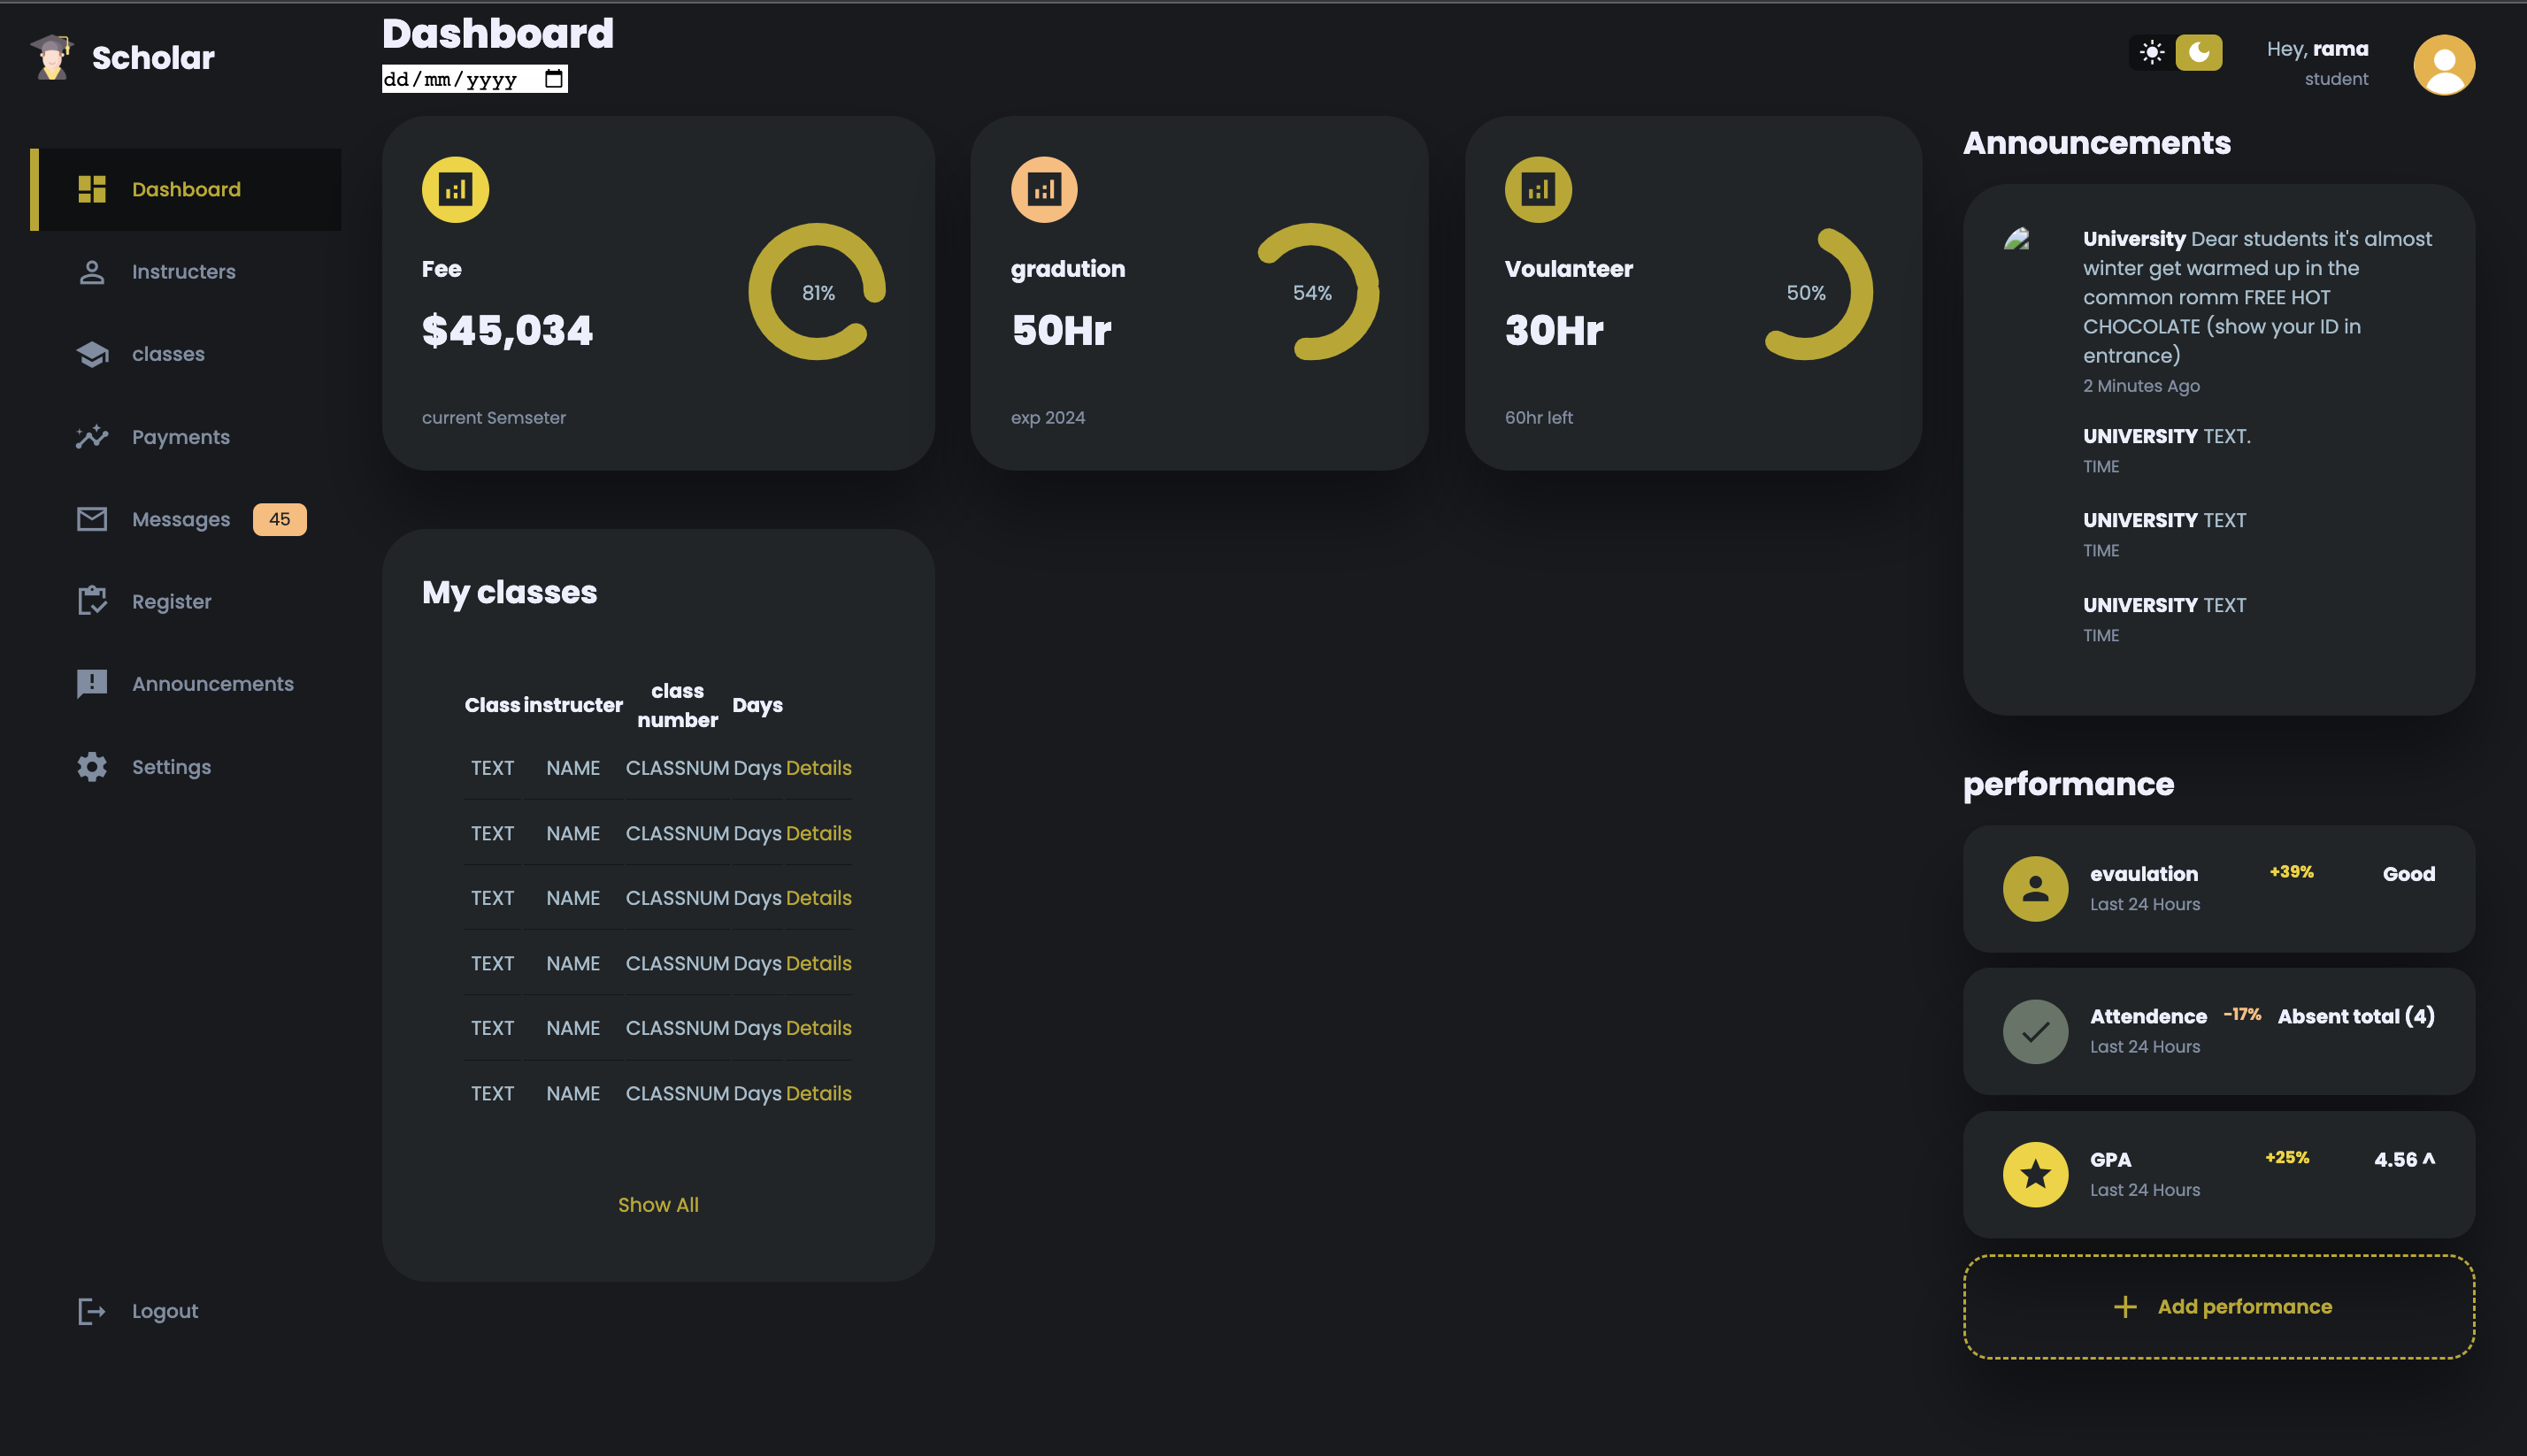 Scholar
Dashboard
Instructers
classes
Payments
Messages 45
Register
Announcements
Settings
Logout
Dashboard
dd/mm/yyyy
Fee
$45,034
81%
current Semseter
gradution
50Hr
54%
exp 2024
Voulanteer
30Hr
50%
60hr left
My classes
Class instructer class number Days
TEXT NAME CLASSNUM Days Details
TEXT NAME CLASSNUM Days Details
TEXT NAME CLASSNUM Days Details
TEXT NAME CLASSNUM Days Details
TEXT NAME CLASSNUM Days Details
TEXT NAME CLASSNUM Days Details
Show All
Hey, rama
student
Announcements
University Dear students it's almost
winter get warmed up in the
common romm FREE HOT
CHOCOLATE (show your ID in
entrance)
2 Minutes Ago
UNIVERSITY TEXT.
TIME
UNIVERSITY TEXT
TIME
UNIVERSITY TEXT
TIME
performance
evaulation +39% Good
Last 24 Hours
Attendence -17% Absent total (4)
Last 24 Hours
GPA +25% 4.56 ^
Last 24 Hours
Add performance